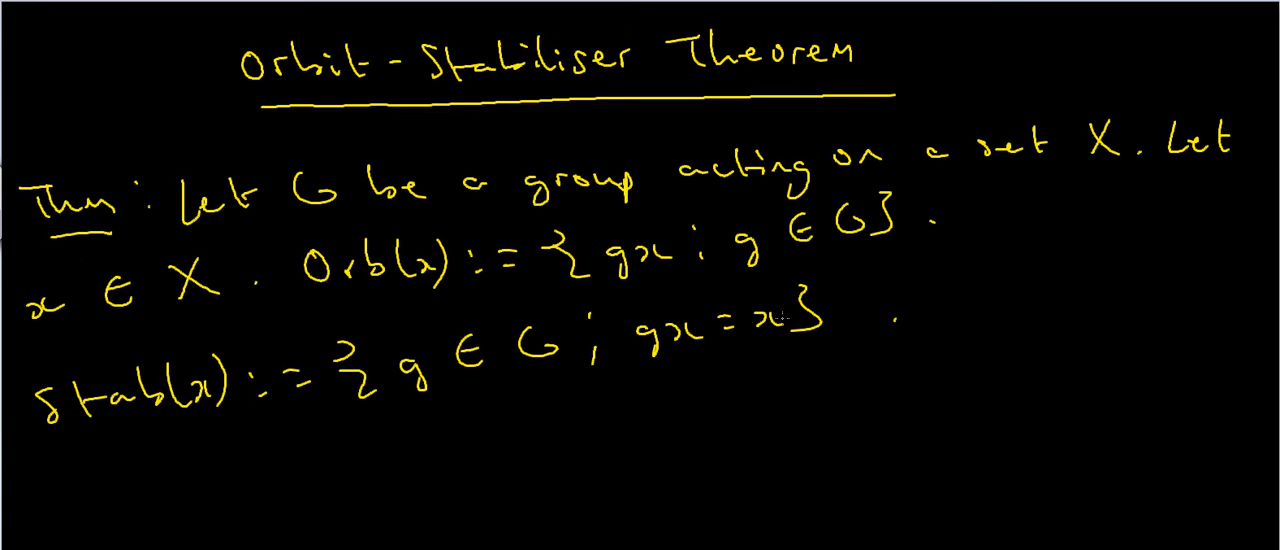 Orbit-Stabiliser Theorem
Thm: Let G be a group acting on a set X. Let
x ∈ X. Orb(x) := { gx ; g ∈ G}.
Stab(x) := { g ∈ G ; gx = x} .